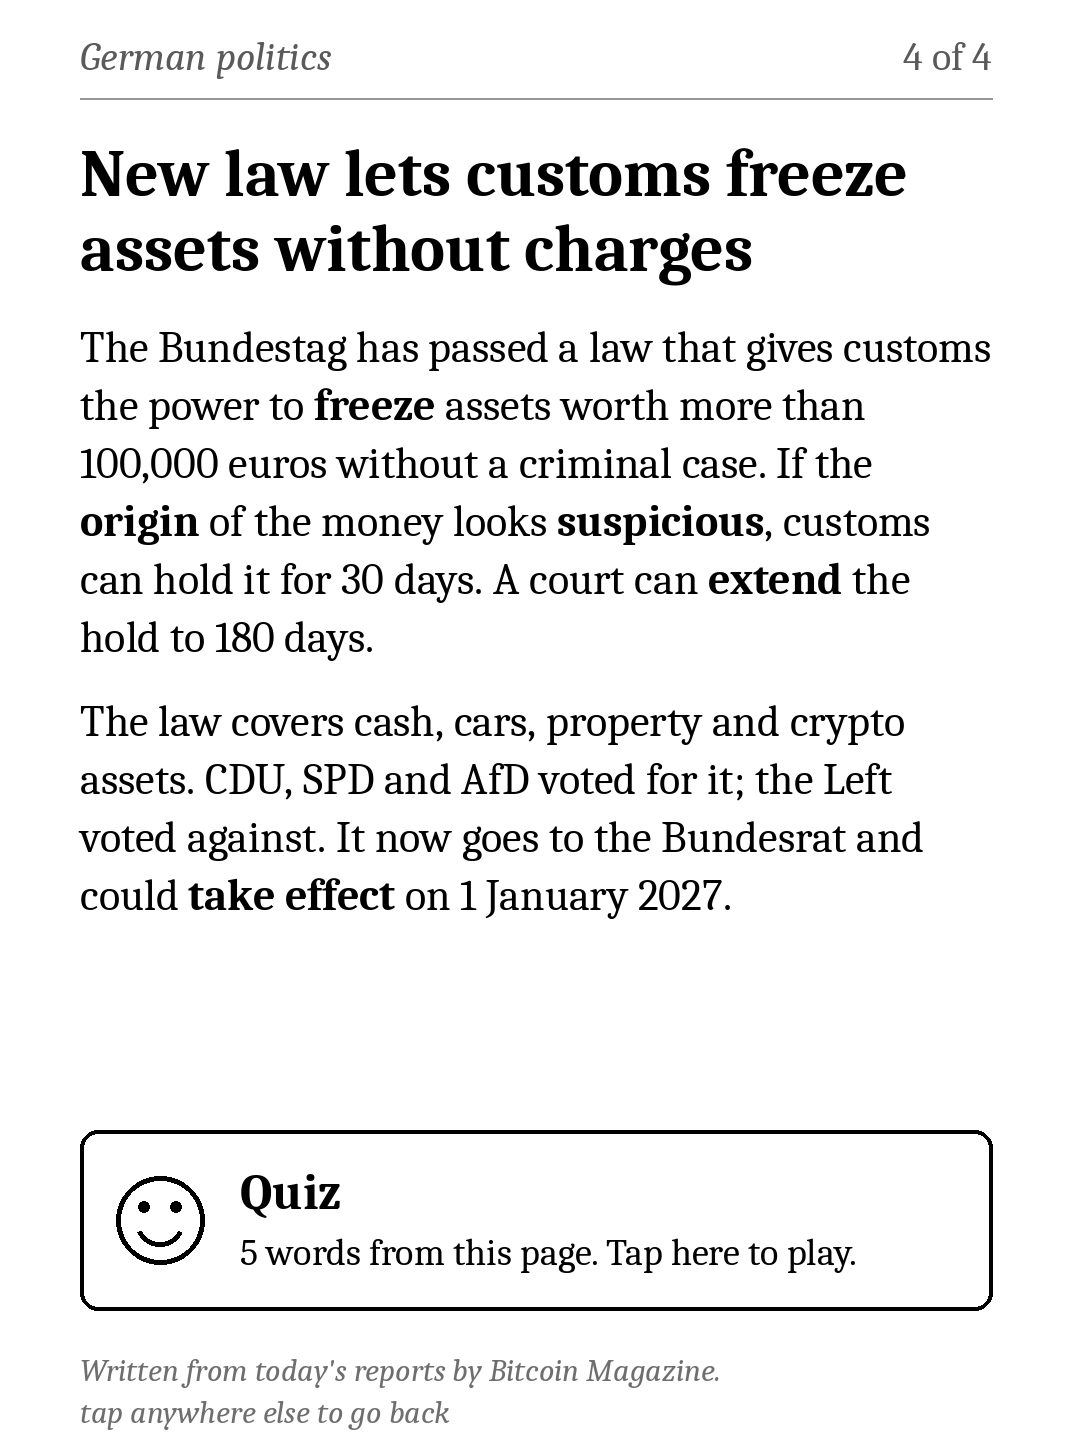 German politics
4 of 4
New law lets customs freeze
assets without charges
The Bundestag has passed a law that gives customs
the power to freeze assets worth more than
100,000 euros without a criminal case. If the
origin of the money looks suspicious, customs
can hold it for 30 days. A court can extend the
hold to 180 days.
The law covers cash, cars, property and crypto
assets. CDU, SPD and AfD voted for it; the Left
voted against. It now goes to the Bundesrat and
could take effect on 1 January 2027.
Quiz
5 words from this page. Tap here to play.
Written from today's reports by Bitcoin Magazine.
tap anywhere else to go back